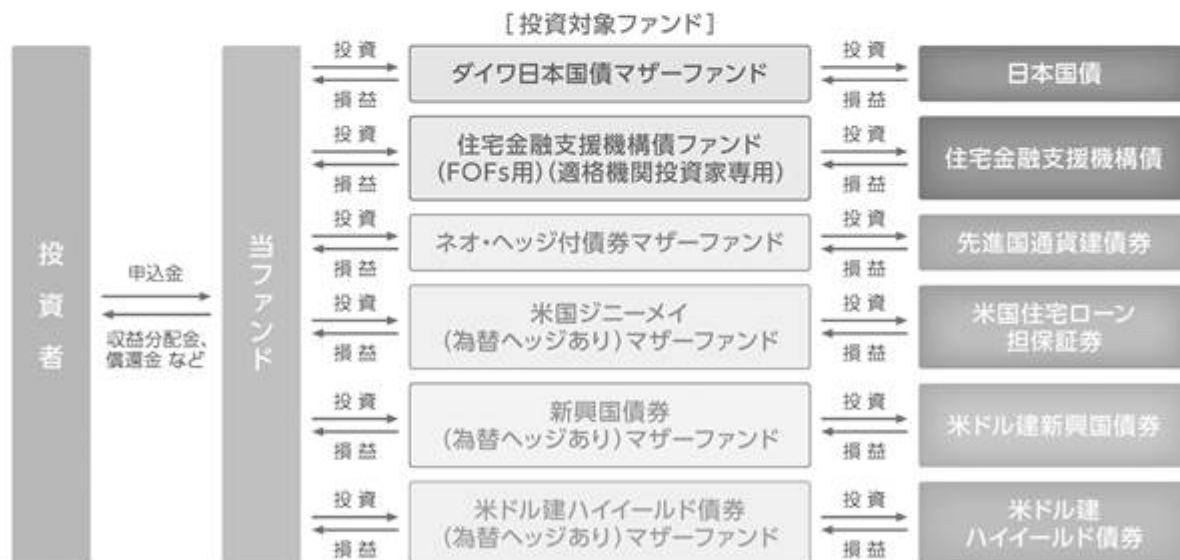 [投資対象ファンド]
投資者
申込金
収益分配金、
償還金 など
当ファンド
投資
損益
ダイワ日本国債マザーファンド
投資
損益
日本国債
投資
損益
住宅金融支援機構債ファンド
(FOFs用)(適格機関投資家専用)
投資
損益
住宅金融支援機構債
投資
損益
ネオ・ヘッジ付債券マザーファンド
投資
損益
先進国通貨建債券
投資
損益
米国ジニーメイ
(為替ヘッジあり)マザーファンド
投資
損益
米国住宅ローン
担保証券
投資
損益
新興国債券
(為替ヘッジあり)マザーファンド
投資
損益
米ドル建新興国債券
投資
損益
米ドル建ハイイールド債券
(為替ヘッジあり)マザーファンド
投資
損益
米ドル建
ハイイールド債券